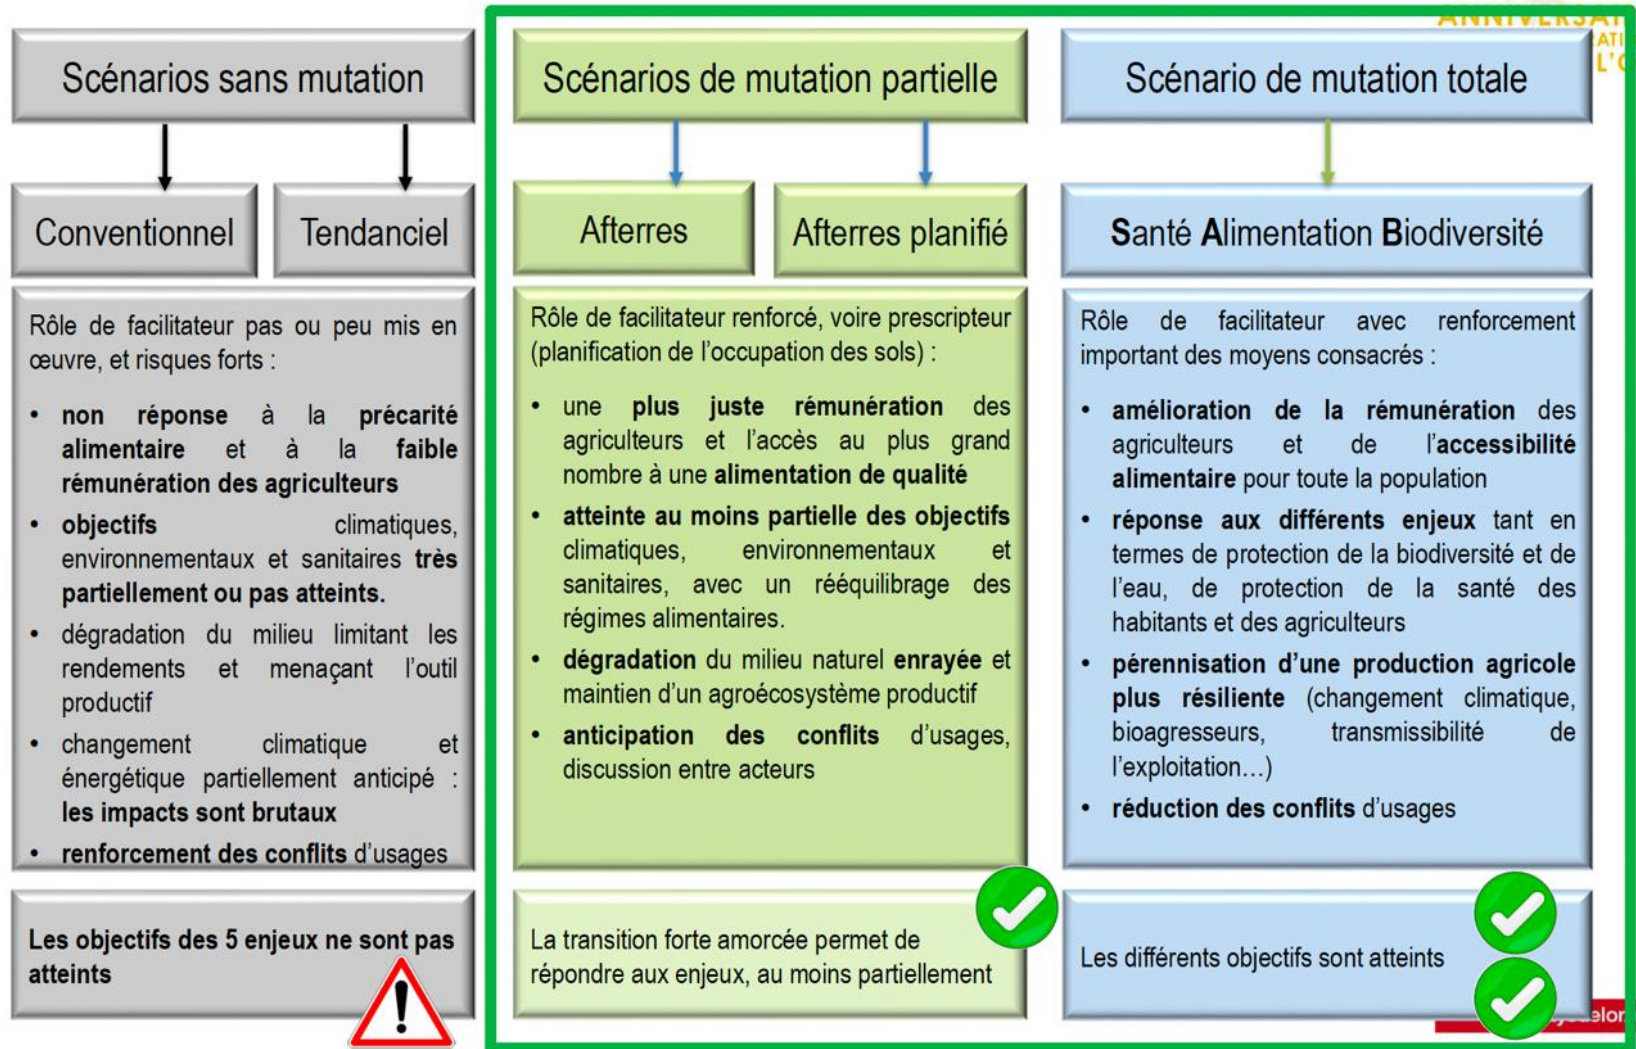 ANNIVERSAI
L'O
Scénarios sans mutation
Conventionnel
Tendanciel
Rôle de facilitateur pas ou peu mis en
œuvre, et risques forts :
• non réponse à la précarité
alimentaire et à la faible
rémunération des agriculteurs
• objectifs climatiques,
environnementaux et sanitaires très
partiellement ou pas atteints.
• dégradation du milieu limitant les
rendements et menaçant l'outil
productif
• changement climatique et
énergétique partiellement anticipé :
les impacts sont brutaux
• renforcement des conflits d'usages
Les objectifs des 5 enjeux ne sont pas
atteints
Scénarios de mutation partielle
Afterres
Afterres planifié
Rôle de facilitateur renforcé, voire prescripteur
(planification de l'occupation des sols) :
• une plus juste rémunération des
agriculteurs et l'accès au plus grand
nombre à une alimentation de qualité
• atteinte au moins partielle des objectifs
climatiques, environnementaux et
sanitaires, avec un rééquilibrage des
régimes alimentaires.
• dégradation du milieu naturel enrayée et
maintien d'un agroécosystème productif
• anticipation des conflits d'usages,
discussion entre acteurs
La transition forte amorcée permet de
répondre aux enjeux, au moins partiellement
Scénario de mutation totale
Santé Alimentation Biodiversité
Rôle de facilitateur avec renforcement
important des moyens consacrés :
• amélioration de la rémunération des
agriculteurs et de l'accessibilité
alimentaire pour toute la population
• réponse aux différents enjeux tant en
termes de protection de la biodiversité et de
l'eau, de protection de la santé des
habitants et des agriculteurs
• pérennisation d'une production agricole
plus résiliente (changement climatique,
bioagresseurs, transmissibilité de
l'exploitation…)
• réduction des conflits d'usages
Les différents objectifs sont atteints